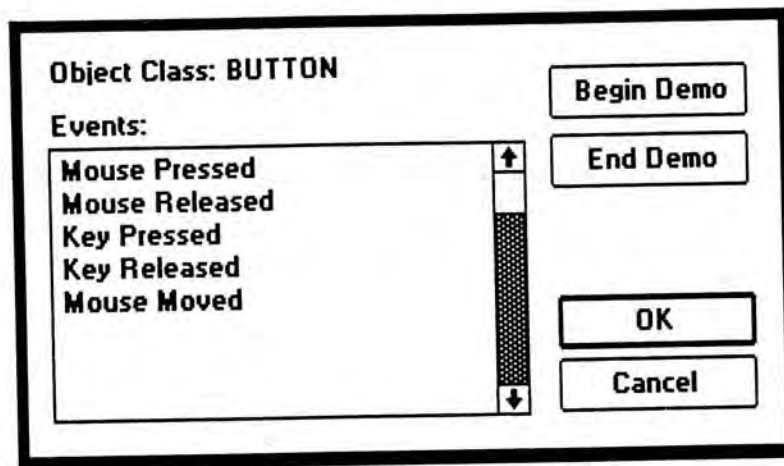 Object Class: BUTTON
Events:
Mouse Pressed
Mouse Released
Key Pressed
Key Released
Mouse Moved
Begin Demo
End Demo
OK
Cancel